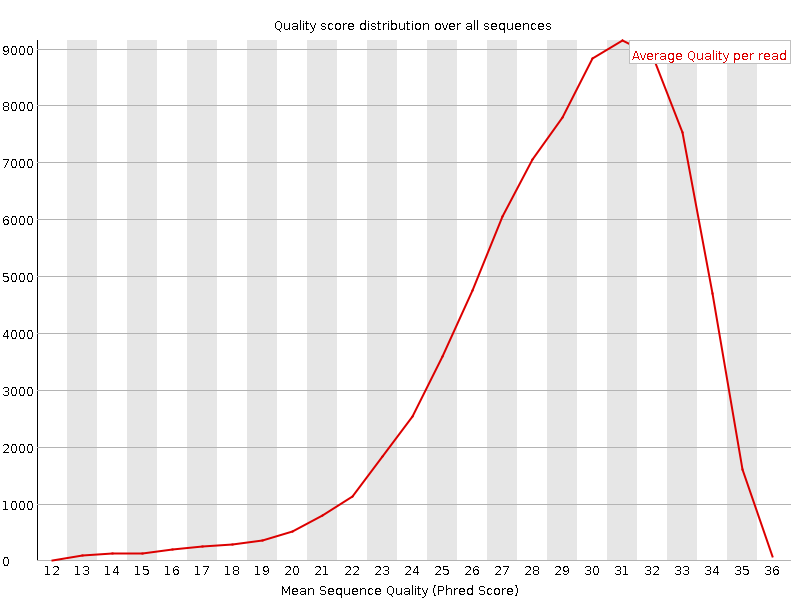 Quality score distribution over all sequences
Average Quality per read
9000
8000
7000
6000
5000
4000
3000
2000
1000
0
12 13 14 15 16 17 18 19 20 21 22 23 24 25 26 27 28 29 30 31 32 33 34 35 36
Mean Sequence Quality (Phred Score)